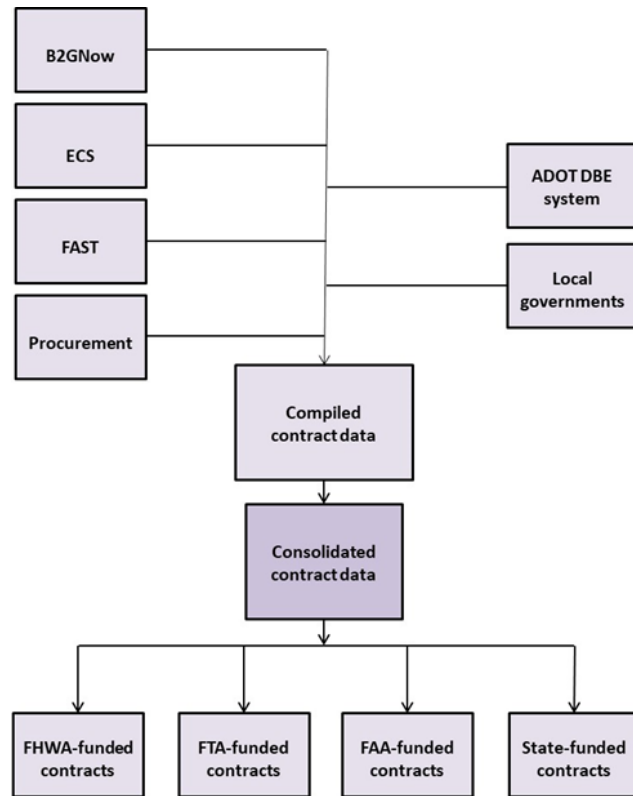 B2GNow
ECS
FAST
Procurement
ADOT DBE
system
Local
governments
Compiled
contract data
Consolidated
contract data
FHWA-funded
contracts
FTA-funded
contracts
FAA-funded
contracts
State-funded
contracts